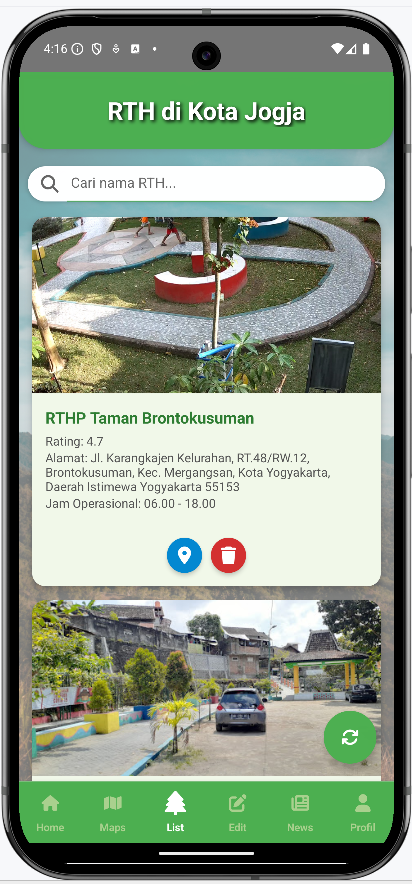 4:16
RTH di Kota Jogja
Cari nama RTH...
RTHP Taman Brontokusuman
Rating: 4.7
Alamat: Jl. Karangkajen Kelurahan, RT.48/RW.12,
Brontokusuman, Kec. Mergangsan, Kota Yogyakarta,
Daerah Istimewa Yogyakarta 55153
Jam Operasional: 06.00 - 18.00
Home Maps List Edit News Profil